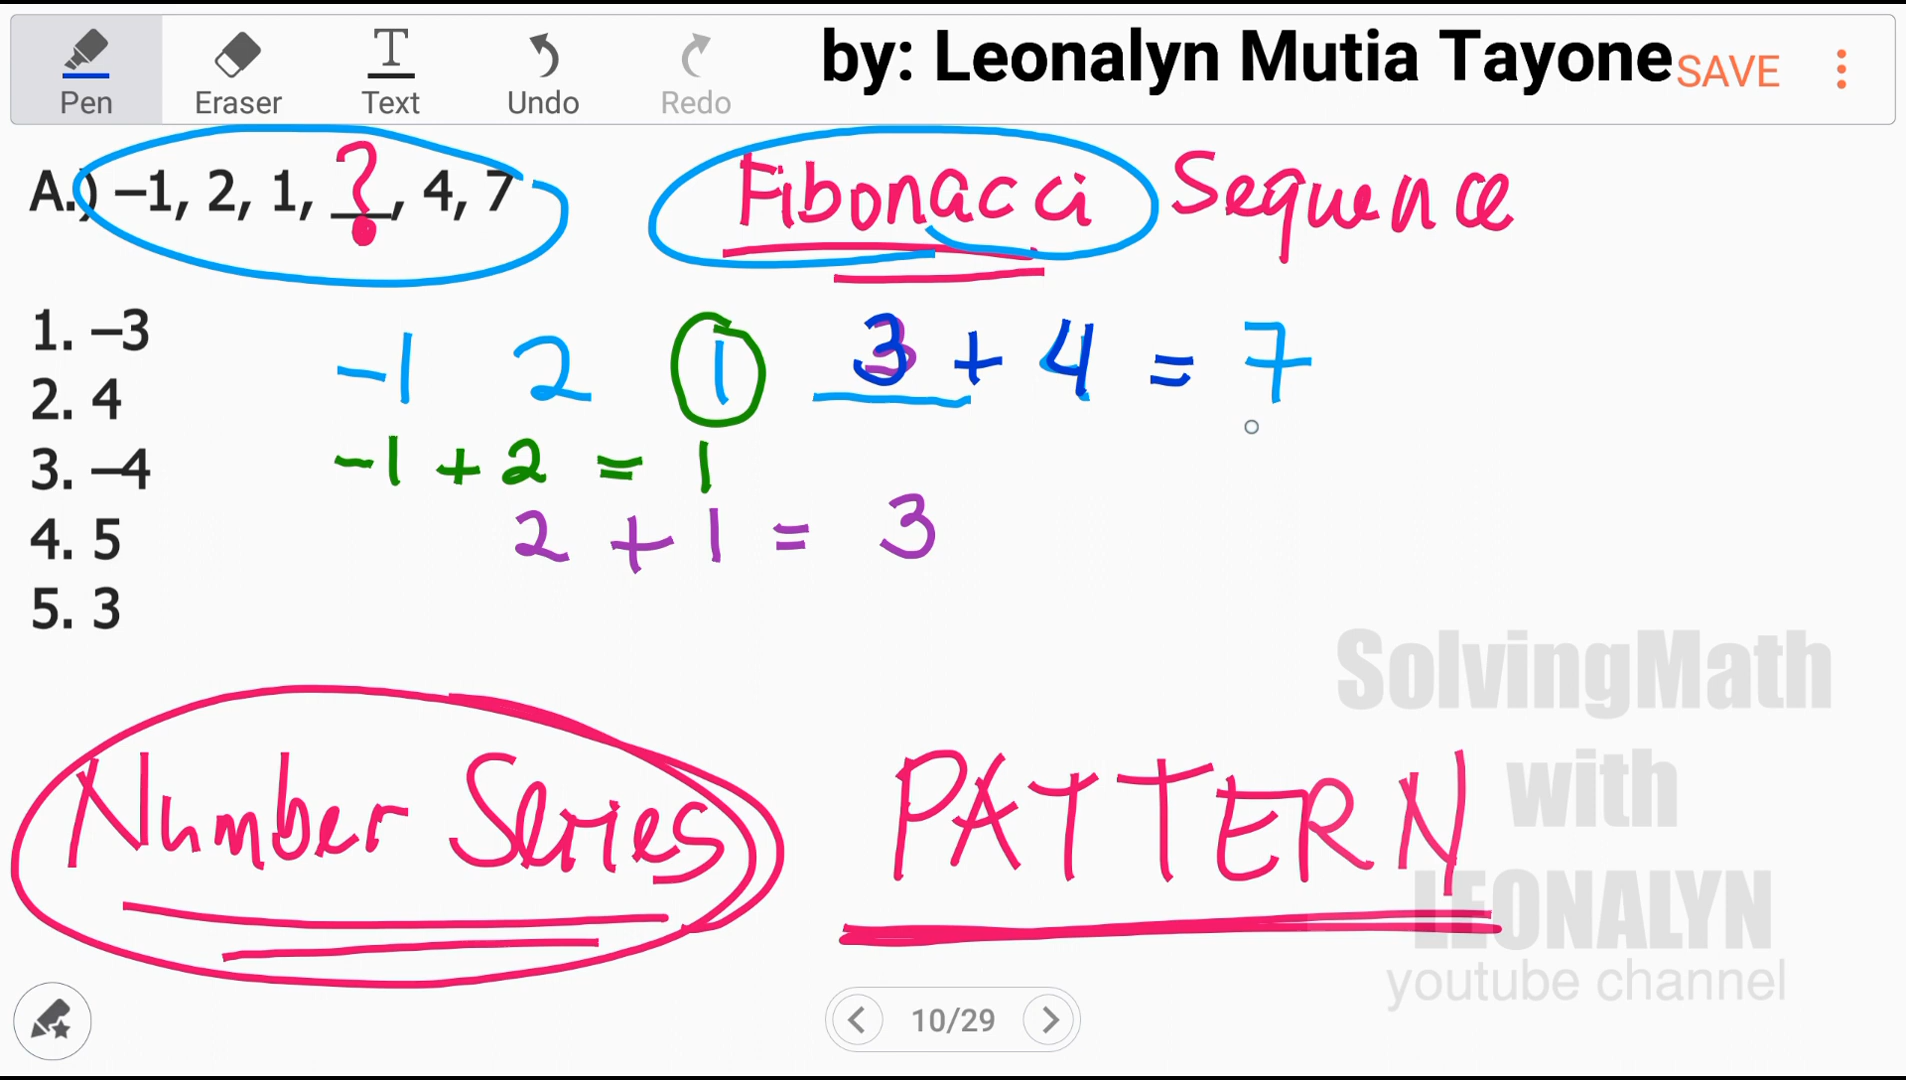 by: Leonalyn Mutia Tayone
Pen Eraser Text Undo Redo SAVE
A.) –1, 2, 1, ?, 4, 7
Fibonacci Sequence
1. –3
2. 4
3. –4
4. 5
5. 3
-1 2 1 3 + 4 = 7
-1 + 2 = 1
2 + 1 = 3
Number Series
PATTERN
SolvingMath
with
LEONALYN
youtube channel
10/29